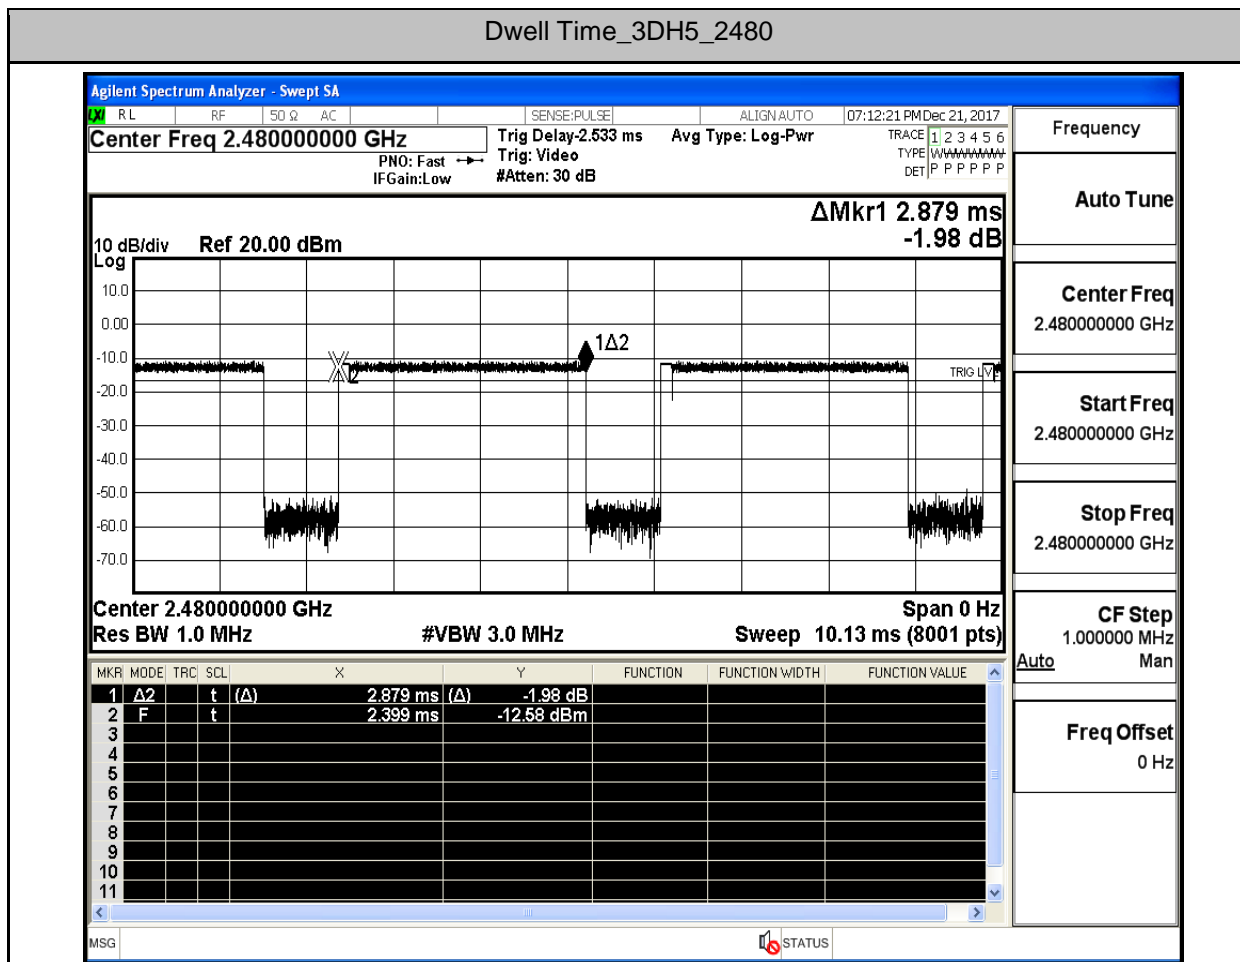 Dwell Time_3DH5_2480
Agilent Spectrum Analyzer - Swept SA
LXI RL RF 50 Ω AC SENSE:PULSE ALIGN AUTO 07:12:21 PM Dec 21, 2017
Center Freq 2.480000000 GHz
PNO: Fast
IFGain:Low
Trig Delay-2.533 ms
Trig: Video
#Atten: 30 dB
Avg Type: Log-Pwr
TRACE 1 2 3 4 5 6
TYPE WWWWWW
DET P P P P P P
ΔMkr1 2.879 ms
-1.98 dB
10 dB/div Ref 20.00 dBm
Log
10.0
0.00
-10.0
-20.0
-30.0
-40.0
-50.0
-60.0
-70.0
1Δ2
2
TRIG LVL
Center 2.480000000 GHz Span 0 Hz
Res BW 1.0 MHz #VBW 3.0 MHz Sweep 10.13 ms (8001 pts)
MKR MODE TRC SCL X Y FUNCTION FUNCTION WIDTH FUNCTION VALUE
1 Δ2 t (Δ) 2.879 ms (Δ) -1.98 dB
2 F t 2.399 ms -12.58 dBm
3
4
5
6
7
8
9
10
11
MSG STATUS
Frequency
Auto Tune
Center Freq
2.480000000 GHz
Start Freq
2.480000000 GHz
Stop Freq
2.480000000 GHz
CF Step
1.000000 MHz
Auto Man
Freq Offset
0 Hz